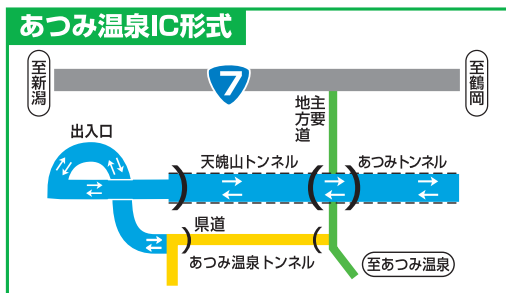 あつみ温泉IC形式
至新潟
7
至鶴岡
主要
地方道
出入口
天魄山トンネル
あつみトンネル
県道
あつみ温泉トンネル
至あつみ温泉